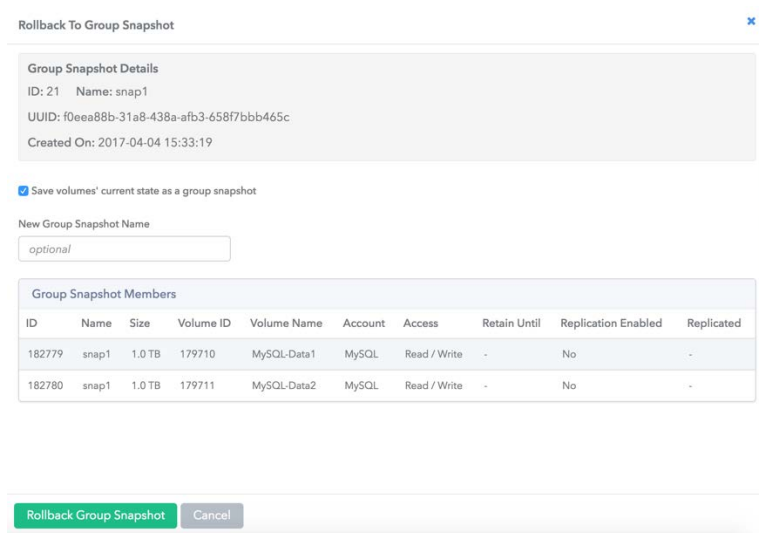 Rollback To Group Snapshot
Group Snapshot Details
ID: 21 Name: snap1
UUID: f0eea88b-31a8-438a-afb3-658f7bbb465c
Created On: 2017-04-04 15:33:19
Save volumes' current state as a group snapshot
New Group Snapshot Name
optional
Group Snapshot Members
ID Name Size Volume ID Volume Name Account Access Retain Until Replication Enabled Replicated
182779 snap1 1.0 TB 179710 MySQL-Data1 MySQL Read / Write - No -
182780 snap1 1.0 TB 179711 MySQL-Data2 MySQL Read / Write - No -
Rollback Group Snapshot Cancel